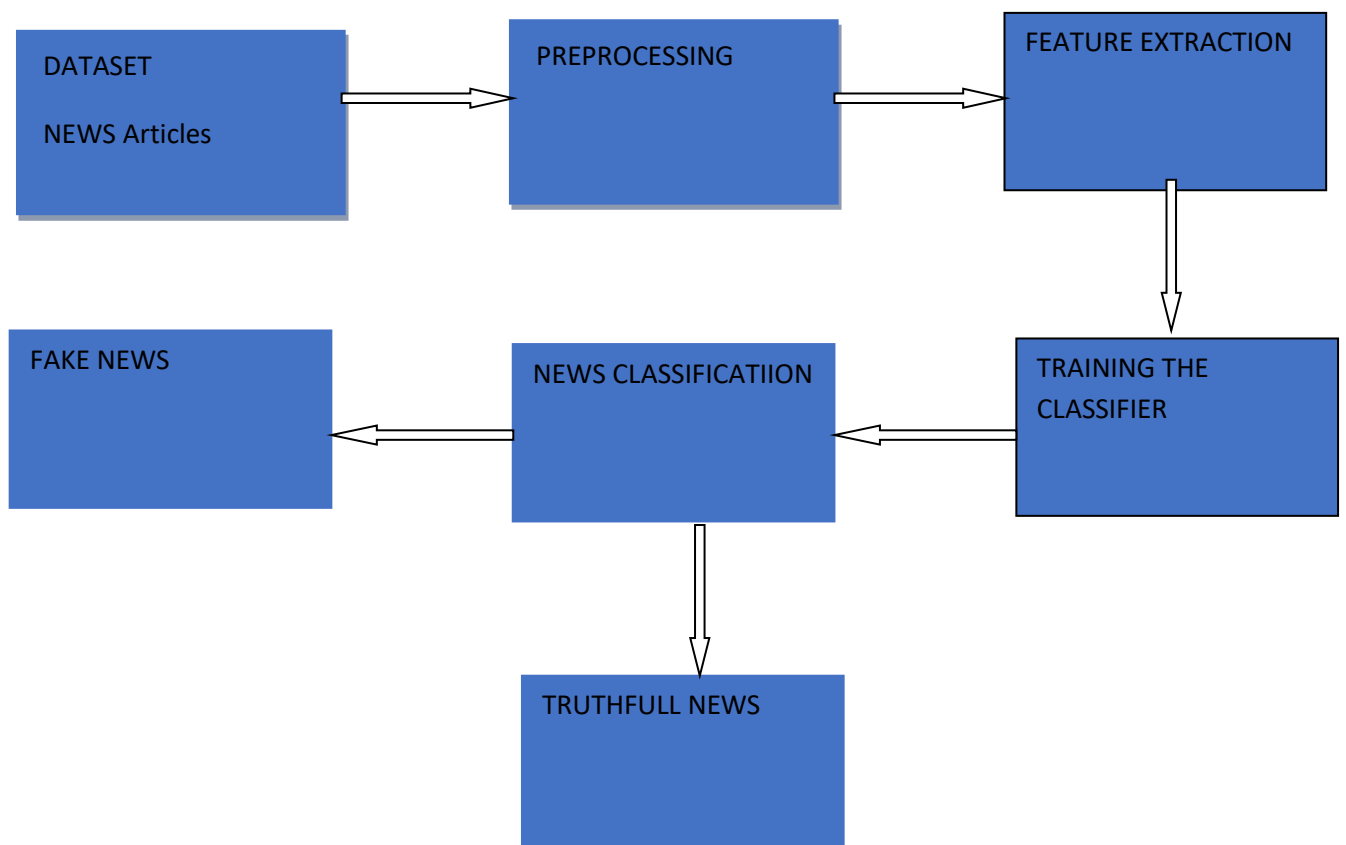 DATASET
NEWS Articles
PREPROCESSING
FEATURE EXTRACTION
TRAINING THE
CLASSIFIER
NEWS CLASSIFICATIION
FAKE NEWS
TRUTHFULL NEWS